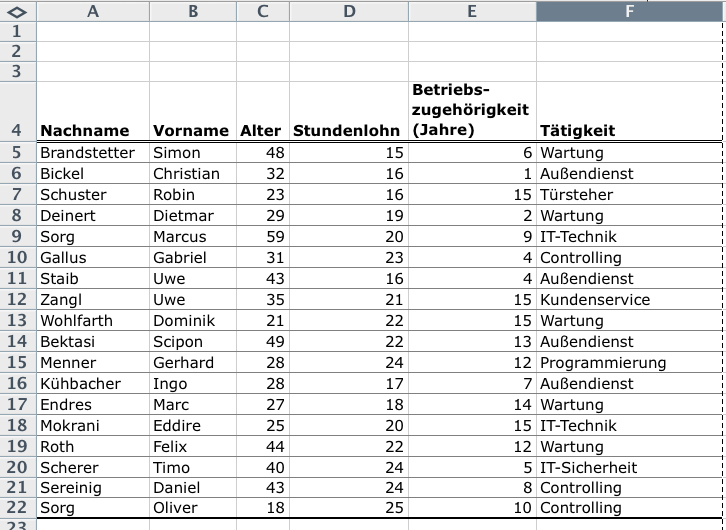 A B C D E F
1
2
3
Betriebs-
zugehörigkeit
4 Nachname Vorname Alter Stundenlohn (Jahre) Tätigkeit
5 Brandstetter Simon 48 15 6 Wartung
6 Bickel Christian 32 16 1 Außendienst
7 Schuster Robin 23 16 15 Türsteher
8 Deinert Dietmar 29 19 2 Wartung
9 Sorg Marcus 59 20 9 IT-Technik
10 Gallus Gabriel 31 23 4 Controlling
11 Staib Uwe 43 16 4 Außendienst
12 Zangl Uwe 35 21 15 Kundenservice
13 Wohlfarth Dominik 21 22 15 Wartung
14 Bektasi Scipon 49 22 13 Außendienst
15 Menner Gerhard 28 24 12 Programmierung
16 Kühbacher Ingo 28 17 7 Außendienst
17 Endres Marc 27 18 14 Wartung
18 Mokrani Eddire 25 20 15 IT-Technik
19 Roth Felix 44 22 12 Wartung
20 Scherer Timo 40 24 5 IT-Sicherheit
21 Sereinig Daniel 43 24 8 Controlling
22 Sorg Oliver 18 25 10 Controlling
23